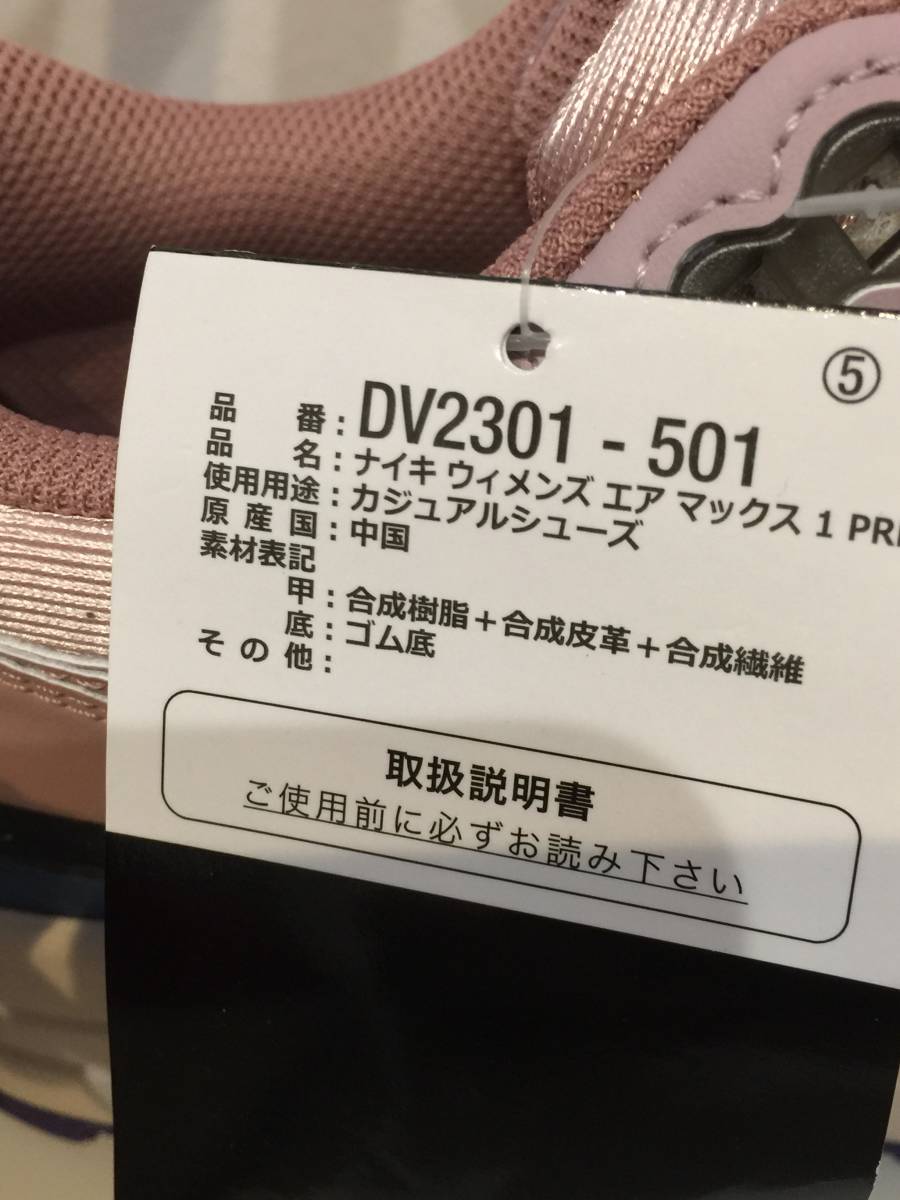 ⑤
品番：DV2301 - 501
品名：ナイキ ウィメンズ エア マックス 1
使用用途：カジュアルシューズ
原産国：中国
素材表記
甲：合成樹脂＋合成皮革＋合成繊維
底：ゴム底
その他：
取扱説明書
ご使用前に必ずお読み下さい